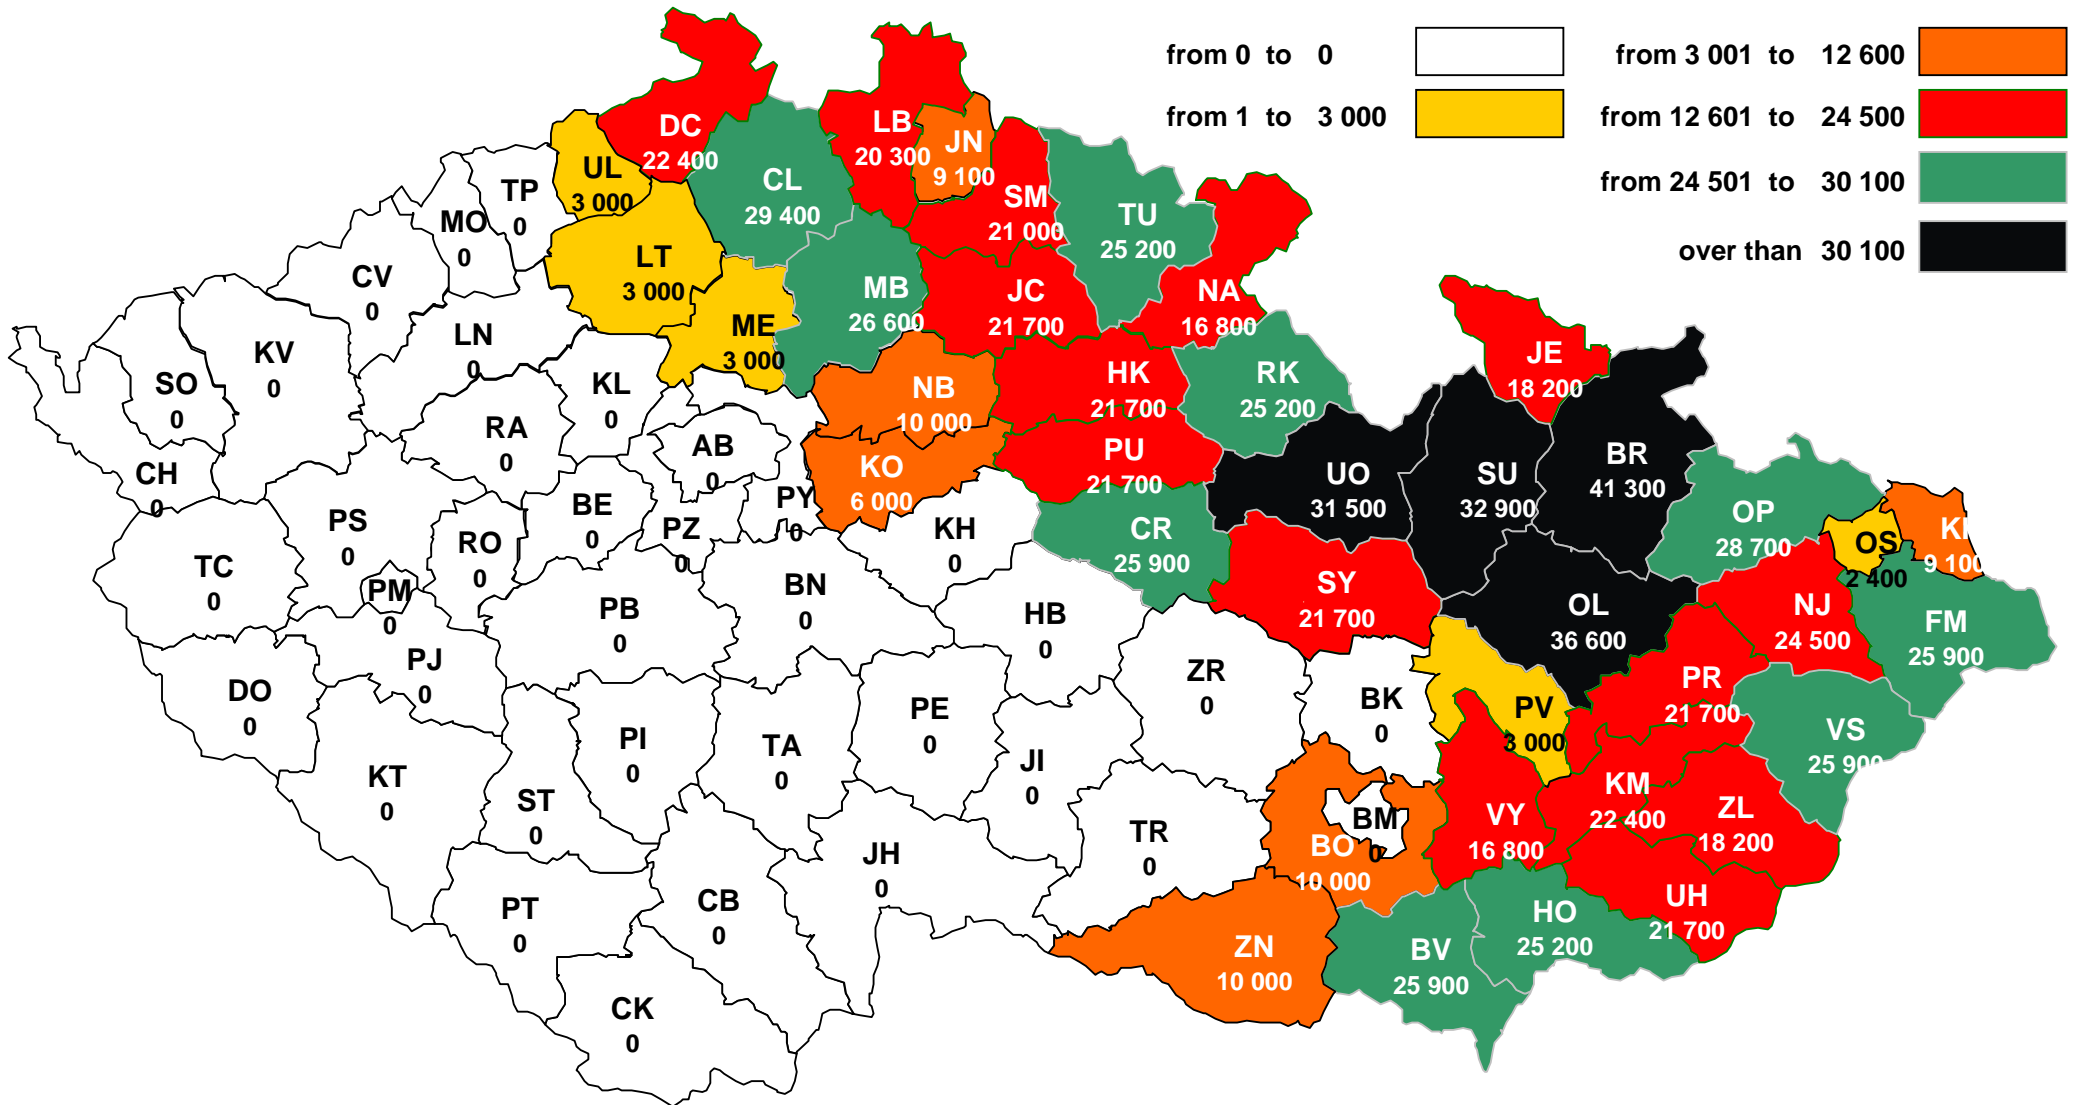 from 0 to 0
from 3 001 to 12 600
from 1 to 3 000
from 12 601 to 24 500
from 24 501 to 30 100
over than 30 100
DC
22 400
LB
20 300
JN
9 100
UL
3 000
CL
29 400
SM
21 000
TU
25 200
TP
0
MO
0
LT
3 000
CV
0
ME
3 000
MB
26 600
JC
21 700
NA
16 800
LN
0
KV
0
SO
0
KL
0
NB
10 000
HK
21 700
RK
25 200
JE
18 200
RA
0
AB
0
KO
6 000
PU
21 700
UO
31 500
SU
32 900
BR
41 300
CH
0
PS
0
BE
0
PY
0
PZ
0
KH
0
CR
25 900
OP
28 700
OS
2 400
9 100
RO
0
TC
0
PM
0
PB
0
BN
0
HB
0
SY
21 700
OL
36 600
NJ
24 500
FM
25 900
PJ
0
DO
0
ZR
0
BK
0
PV
3 000
PR
21 700
VS
25 900
PI
0
TA
0
PE
0
JI
0
KT
0
ST
0
KM
22 400
ZL
18 200
VY
16 800
BM
0
BO
10 000
TR
0
JH
0
PT
0
CB
0
UH
21 700
HO
25 200
BV
25 900
ZN
10 000
CK
0